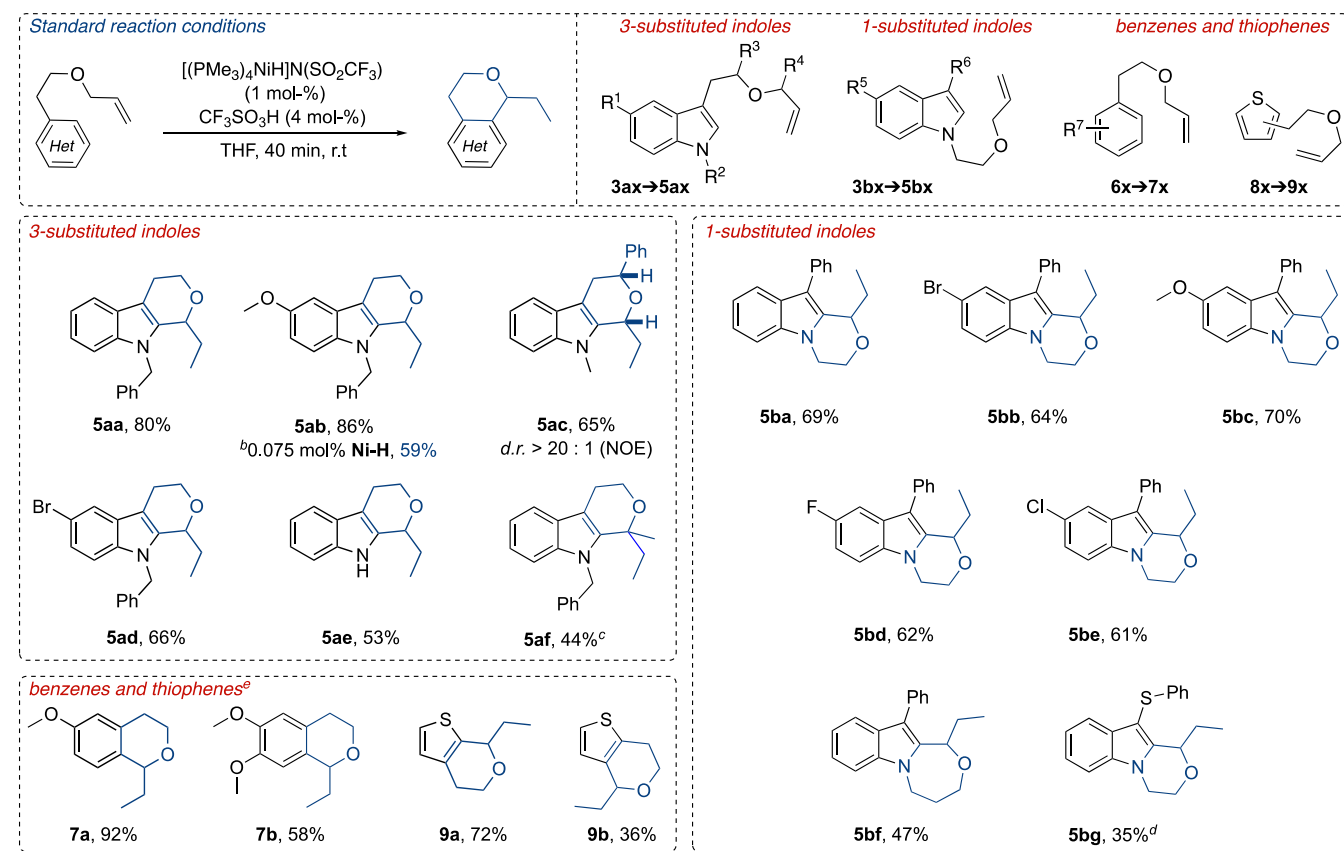 Standard reaction conditions
O
Het
[(PMe3)4NiH]N(SO2CF3)
(1 mol-%)
CF3SO3H (4 mol-%)
THF, 40 min, r.t
O
Het
3-substituted indoles
1-substituted indoles
benzenes and thiophenes
R3
R4
R1
O
N
R2
3ax➔5ax
R6
R5
N
O
3bx➔5bx
R7
O
6x➔7x
S
O
8x➔9x
3-substituted indoles
O
N
Ph
5aa, 80%
O
O
N
Ph
5ab, 86%
b0.075 mol% Ni-H, 59%
Ph
H
O
H
N
5ac, 65%
d.r. > 20 : 1 (NOE)
Br
O
N
Ph
5ad, 66%
O
N
H
5ae, 53%
O
N
Ph
5af, 44%c
1-substituted indoles
Ph
N
O
5ba, 69%
Ph
Br
N
O
5bb, 64%
Ph
O
N
O
5bc, 70%
Ph
F
N
O
5bd, 62%
Ph
Cl
N
O
5be, 61%
Ph
N
O
5bf, 47%
S
Ph
N
O
5bg, 35%d
benzenes and thiophenese
O
O
7a, 92%
O
O
O
7b, 58%
S
O
9a, 72%
S
O
9b, 36%